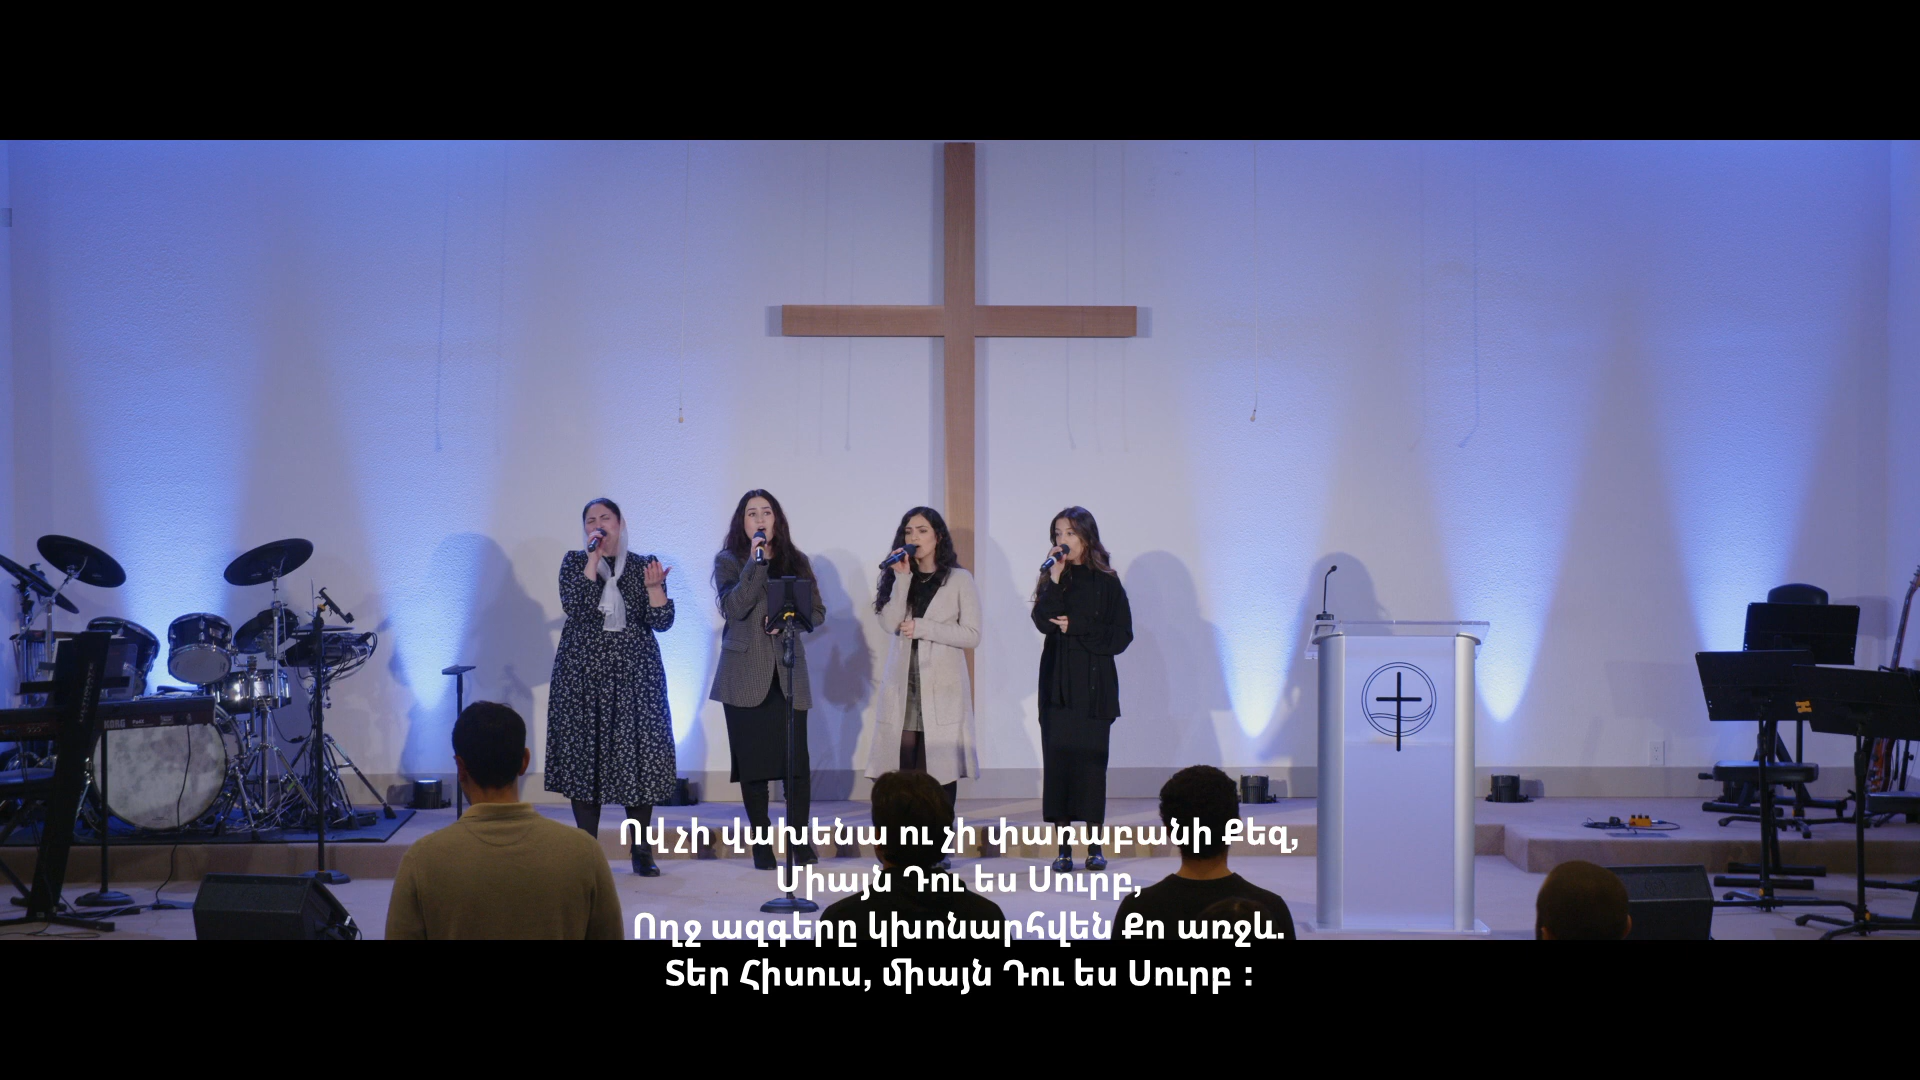 Ով չի վախենա ու չի փառաբանի Քեզ,
Միայն Դու ես Սուրբ,
Ողջ ազգերը կխոնարհվեն Քո առջև.
Տեր Հիսուս, միայն Դու ես Սուրբ :
KORG